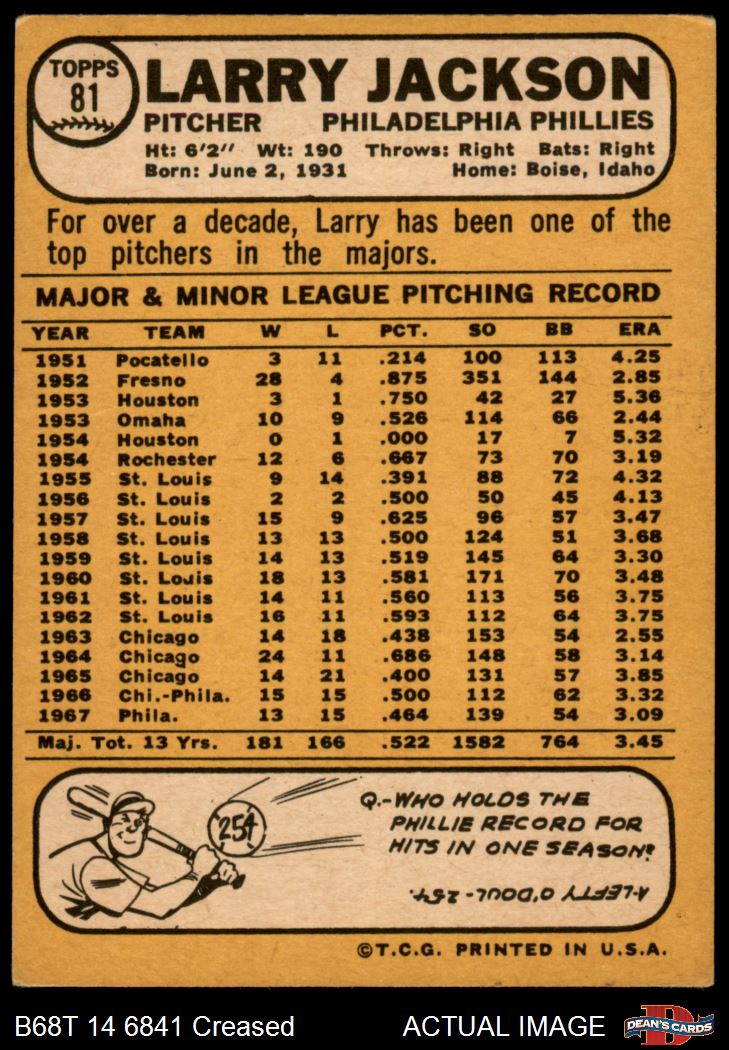 TOPPS
81
LARRY JACKSON
PITCHER PHILADELPHIA PHILLIES
Ht: 6'2" Wt: 190 Throws: Right Bats: Right
Born: June 2, 1931 Home: Boise, Idaho
For over a decade, Larry has been one of the
top pitchers in the majors.
MAJOR & MINOR LEAGUE PITCHING RECORD
YEAR TEAM W L PCT. SO BB ERA
1951 Pocatello 3 11 .214 100 113 4.25
1952 Fresno 28 4 .875 351 144 2.85
1953 Houston 3 1 .750 42 27 5.36
1953 Omaha 10 9 .526 114 66 2.44
1954 Houston 0 1 .000 17 7 5.32
1954 Rochester 12 6 .667 73 70 3.19
1955 St. Louis 9 14 .391 88 72 4.32
1956 St. Louis 2 2 .500 50 45 4.13
1957 St. Louis 15 9 .625 96 57 3.47
1958 St. Louis 13 13 .500 124 51 3.68
1959 St. Louis 14 13 .519 145 64 3.30
1960 St. Louis 18 13 .581 171 70 3.48
1961 St. Louis 14 11 .560 113 56 3.75
1962 St. Louis 16 11 .593 112 64 3.75
1963 Chicago 14 18 .438 153 54 2.55
1964 Chicago 24 11 .686 148 58 3.14
1965 Chicago 14 21 .400 131 57 3.85
1966 Chi.-Phila. 15 15 .500 112 62 3.32
1967 Phila. 13 15 .464 139 54 3.09
Maj. Tot. 13 Yrs. 181 166 .522 1582 764 3.45
254
Q.-WHO HOLDS THE
PHILLIE RECORD FOR
HITS IN ONE SEASON?
A-LEFTY O'DOUL-254.
©T.C.G. PRINTED IN U.S.A.
B68T 14 6841 Creased ACTUAL IMAGE
D
DEAN'S CARDS